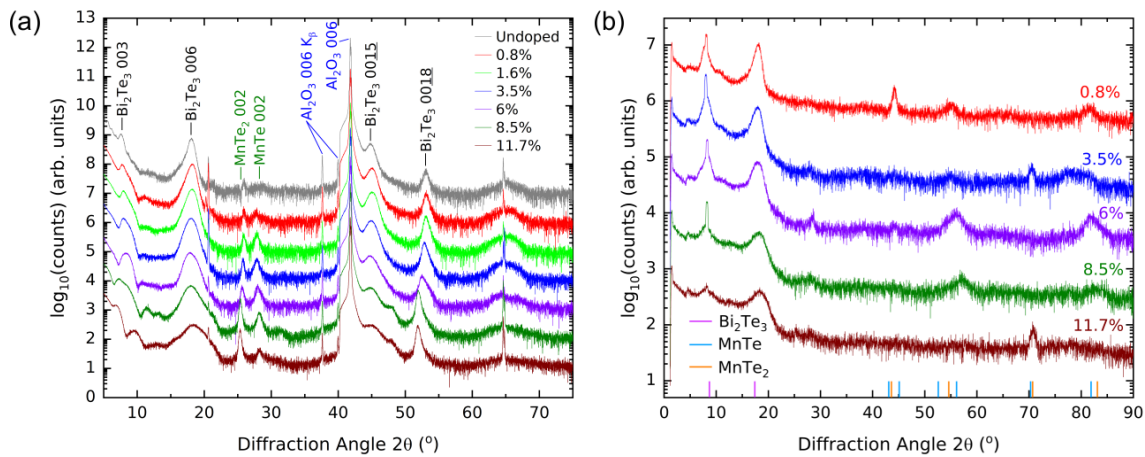 (a)
13
12
11
10
9
8
7
6
5
4
3
2
1
0
log₁₀(counts) (arb. units)
10
20
30
40
50
60
70
Diffraction Angle 2θ (⁰)
Bi₂Te₃ 003
Bi₂Te₃ 006
MnTe₂ 002
MnTe 002
Al₂O₃ 006 Kᵦ
Al₂O₃ 006
Bi₂Te₃ 0015
Bi₂Te₃ 0018
Undoped
0.8%
1.6%
3.5%
6%
8.5%
11.7%
(b)
7
6
5
4
3
2
1
log₁₀(counts) (arb. units)
0.8%
3.5%
6%
8.5%
11.7%
Bi₂Te₃
MnTe
MnTe₂
0
10
20
30
40
50
60
70
80
90
Diffraction Angle 2θ (⁰)